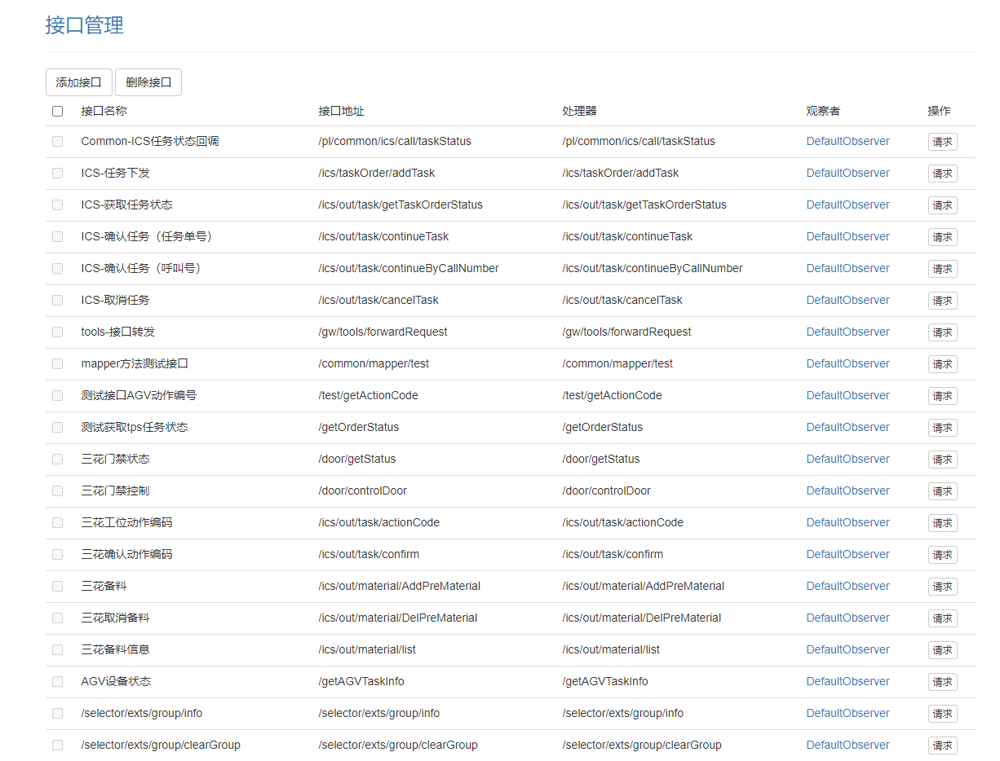 接口管理
添加接口 删除接口
接口名称 接口地址 处理器 观察者 操作
Common-ICS任务状态回调 /pl/common/ics/call/taskStatus /pl/common/ics/call/taskStatus DefaultObserver 请求
ICS-任务下发 /ics/taskOrder/addTask /ics/taskOrder/addTask DefaultObserver 请求
ICS-获取任务状态 /ics/out/task/getTaskOrderStatus /ics/out/task/getTaskOrderStatus DefaultObserver 请求
ICS-确认任务（任务单号） /ics/out/task/continueTask /ics/out/task/continueTask DefaultObserver 请求
ICS-确认任务（呼叫号） /ics/out/task/continueByCallNumber /ics/out/task/continueByCallNumber DefaultObserver 请求
ICS-取消任务 /ics/out/task/cancelTask /ics/out/task/cancelTask DefaultObserver 请求
tools-接口转发 /gw/tools/forwardRequest /gw/tools/forwardRequest DefaultObserver 请求
mapper方法测试接口 /common/mapper/test /common/mapper/test DefaultObserver 请求
测试接口AGV动作编号 /test/getActionCode /test/getActionCode DefaultObserver 请求
测试获取tps任务状态 /getOrderStatus /getOrderStatus DefaultObserver 请求
三花门禁状态 /door/getStatus /door/getStatus DefaultObserver 请求
三花门禁控制 /door/controlDoor /door/controlDoor DefaultObserver 请求
三花工位动作编码 /ics/out/task/actionCode /ics/out/task/actionCode DefaultObserver 请求
三花确认动作编码 /ics/out/task/confirm /ics/out/task/confirm DefaultObserver 请求
三花备料 /ics/out/material/AddPreMaterial /ics/out/material/AddPreMaterial DefaultObserver 请求
三花取消备料 /ics/out/material/DelPreMaterial /ics/out/material/DelPreMaterial DefaultObserver 请求
三花备料信息 /ics/out/material/list /ics/out/material/list DefaultObserver 请求
AGV设备状态 /getAGVTaskInfo /getAGVTaskInfo DefaultObserver 请求
/selector/exts/group/info /selector/exts/group/info /selector/exts/group/info DefaultObserver 请求
/selector/exts/group/clearGroup /selector/exts/group/clearGroup /selector/exts/group/clearGroup DefaultObserver 请求